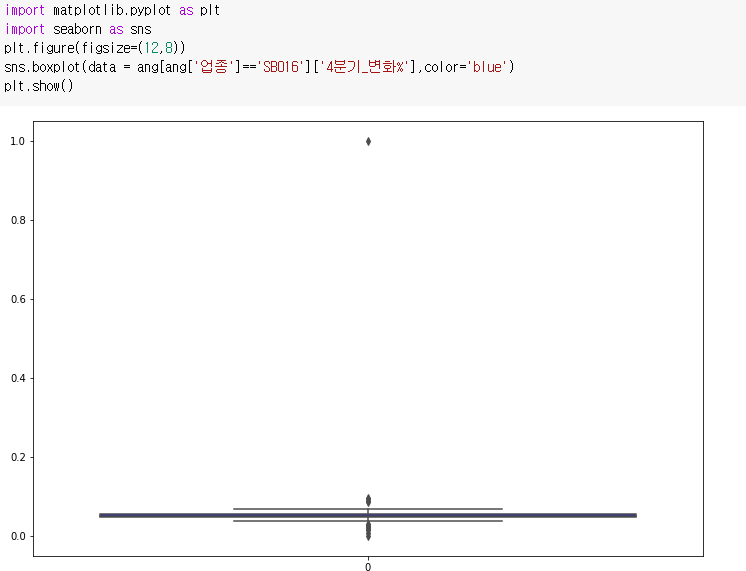 import matplotlib.pyplot as plt
import seaborn as sns
plt.figure(figsize=(12,8))
sns.boxplot(data = ang[ang['업종']=='SB016']['4분기_변화%'],color='blue')
plt.show()
1.0
0.8
0.6
0.4
0.2
0.0
0